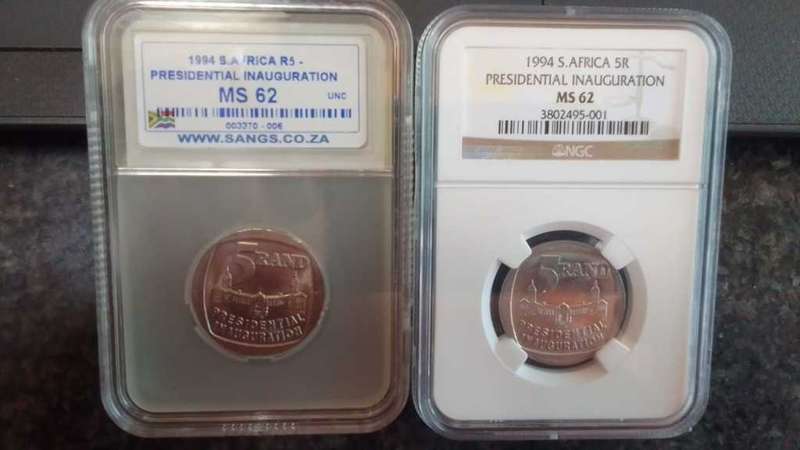 1994 S.AFRICA R5 -
PRESIDENTIAL INAUGURATION
MS 62
UNC
003370 - 006
WWW.SANGS.CO.ZA
5 RAND
PRESIDENTIAL
INAUGURATION
1994 S.AFRICA 5R
PRESIDENTIAL INAUGURATION
MS 62
3802495-001
NGC
5 RAND
PRESIDENTIAL
INAUGURATION